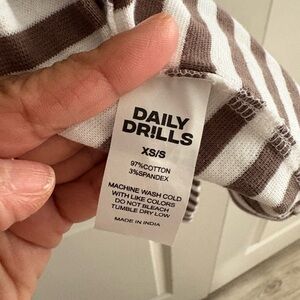 DAILY
DRILLS
XS/S
97%COTTON
3%SPANDEX
MACHINE WASH COLD
WITH LIKE COLORS
DO NOT BLEACH
TUMBLE DRY LOW
MADE IN INDIA